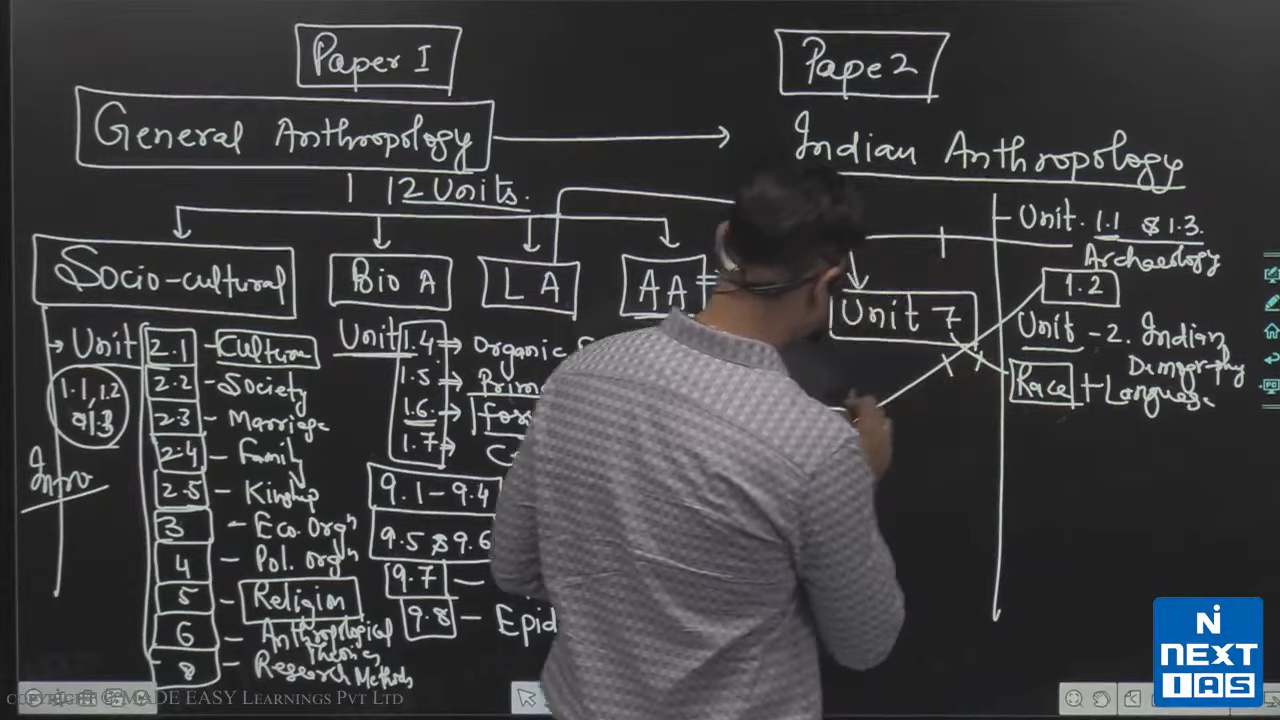 Paper I
Pape 2
General Anthropology
Indian Anthropology
12 Units.
Socio-cultural
Bio A
L A
AA
Unit 7
Unit. 1.1 & 1.3.
Archaeology
1.2
Unit - 2. Indian
Language
Race
Unit
1.1, 1.2
& 1.3
2.1 - Culture
2.2 - Society
2.3 - Marriage
2.4 - Family
2.5 - Kinship
3 - Eco. Orgn
4 - Pol. orgn
5 - Religion
6 - Anthropological
Theories
8 - Research Methods
Unit 1.4 Organic
1.5
1.6
1.7
9.1 - 9.4
9.5 & 9.6
9.7 -
9.8 - Epid
COPYRIGHT © MADE EASY Learnings Pvt Ltd
NEXT
IAS